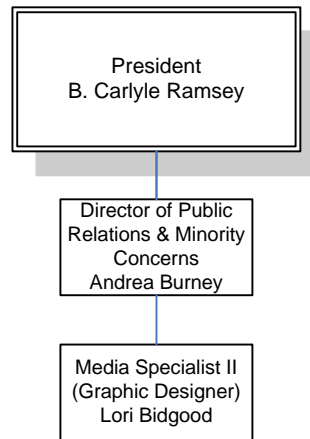 President
B. Carlyle Ramsey
Director of Public
Relations & Minority
Concerns
Andrea Burney
Media Specialist II
(Graphic Designer)
Lori Bidgood